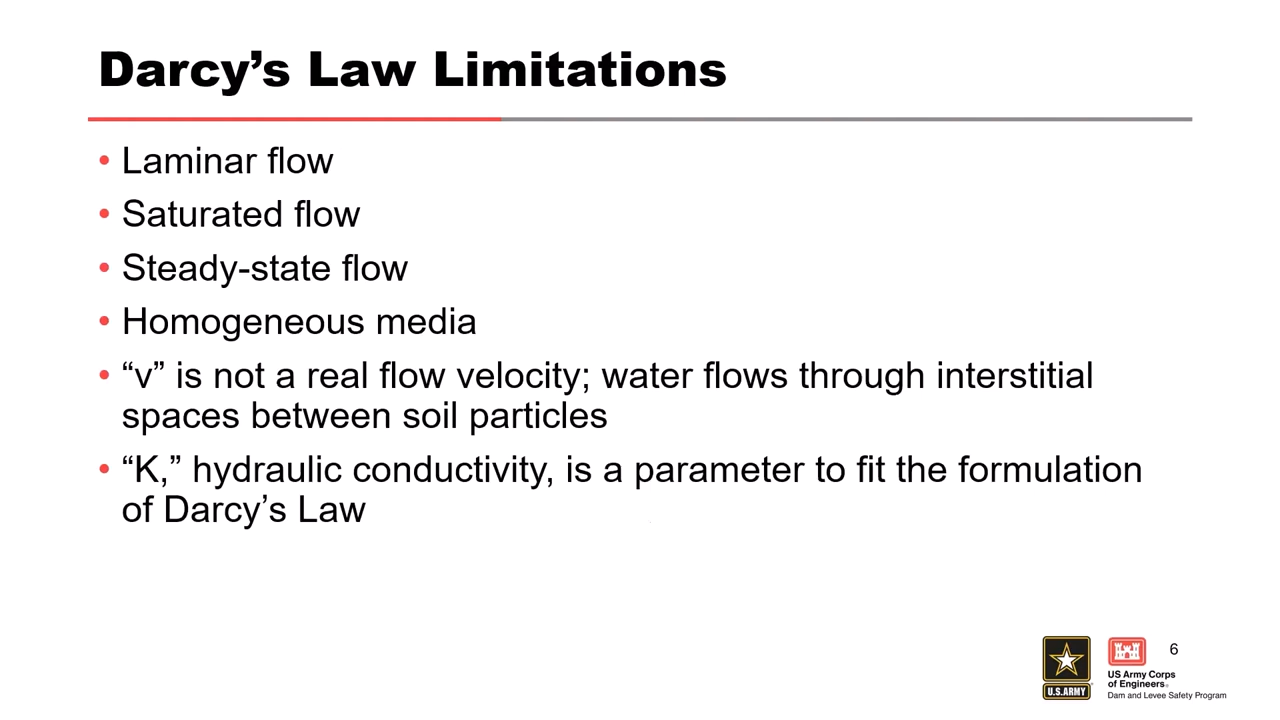 Darcy’s Law Limitations
• Laminar flow
• Saturated flow
• Steady-state flow
• Homogeneous media
• “v” is not a real flow velocity; water flows through interstitial
spaces between soil particles
• “K,” hydraulic conductivity, is a parameter to fit the formulation
of Darcy’s Law
6
U.S.ARMY
US Army Corps
of Engineers®
Dam and Levee Safety Program